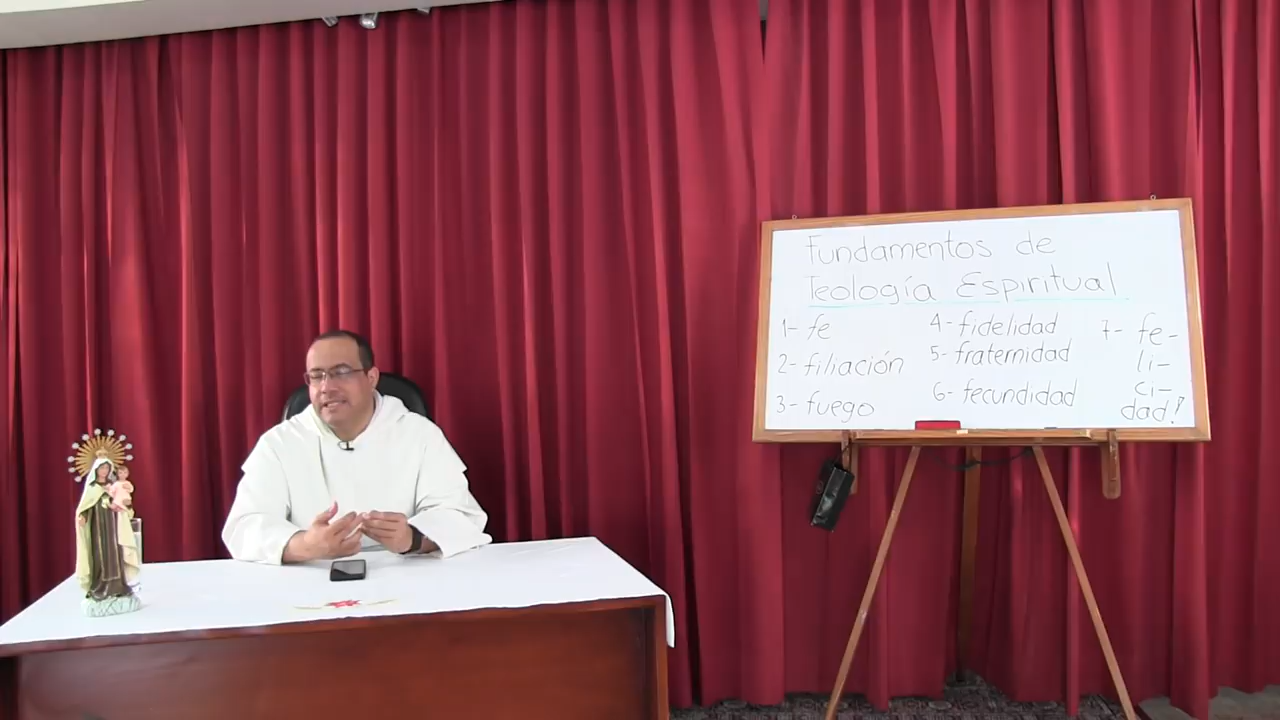 Fundamentos de
Teología Espiritual
1- fe
2- filiación
3- fuego
4- fidelidad
5- fraternidad
6- fecundidad
7- fe-
li-
ci-
dad!